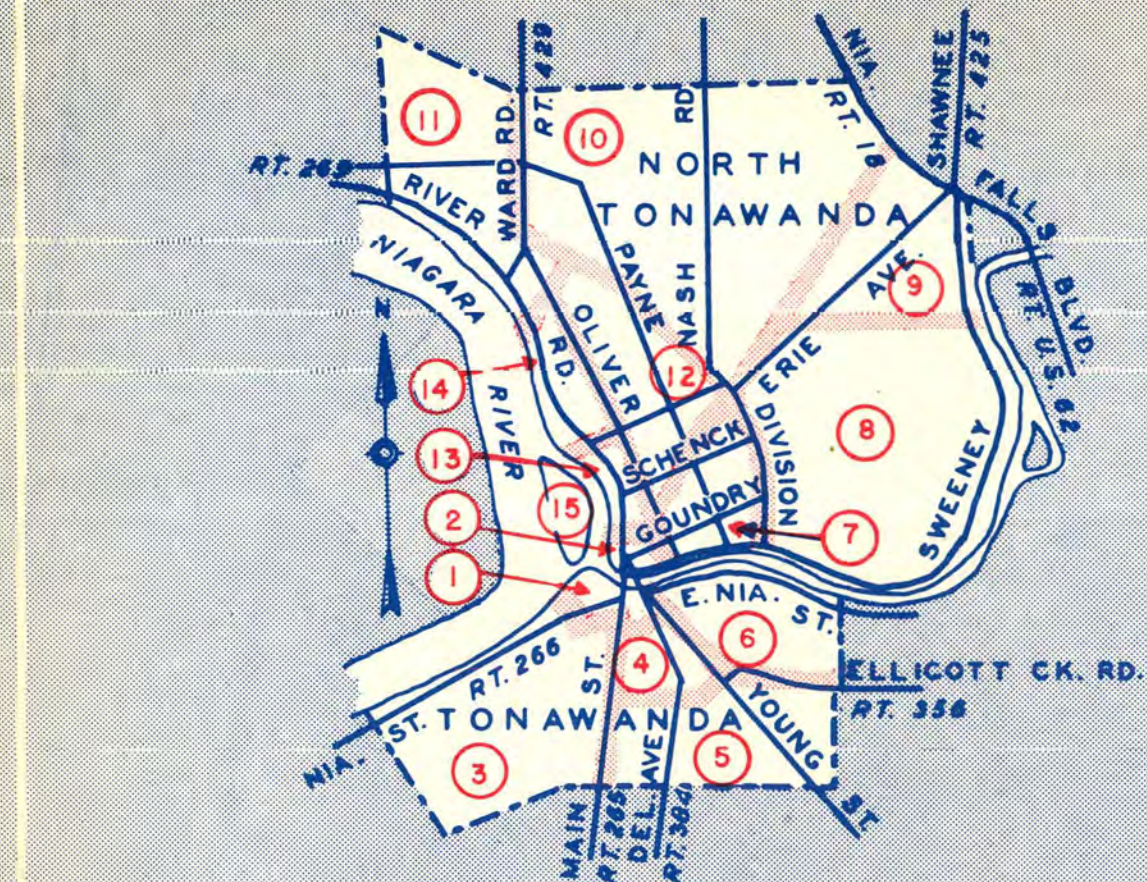 NIA.
RT. 18
SHAWNEE
RT. 425
WARD RD.
RT. 429
RD
11
10
NORTH
TONAWANDA
RT. 269
RIVER
RD.
NIAGARA
RIVER
PAYNE
NASH
OLIVER
ERIE
AVE.
FALLS
BLVD.
RT. U.S. 62
9
N
14
12
SCHENCK
DIVISION
8
13
15
GOUNDRY
SWEENEY
2
7
1
E. NIA.
ST.
6
4
ELLICOTT CK. RD.
RT. 356
RT. 266
NIA.
ST.
TONAWANDA
YOUNG
ST.
3
5
MAIN
ST.
RT. 265
DEL. AVE
RT. 384